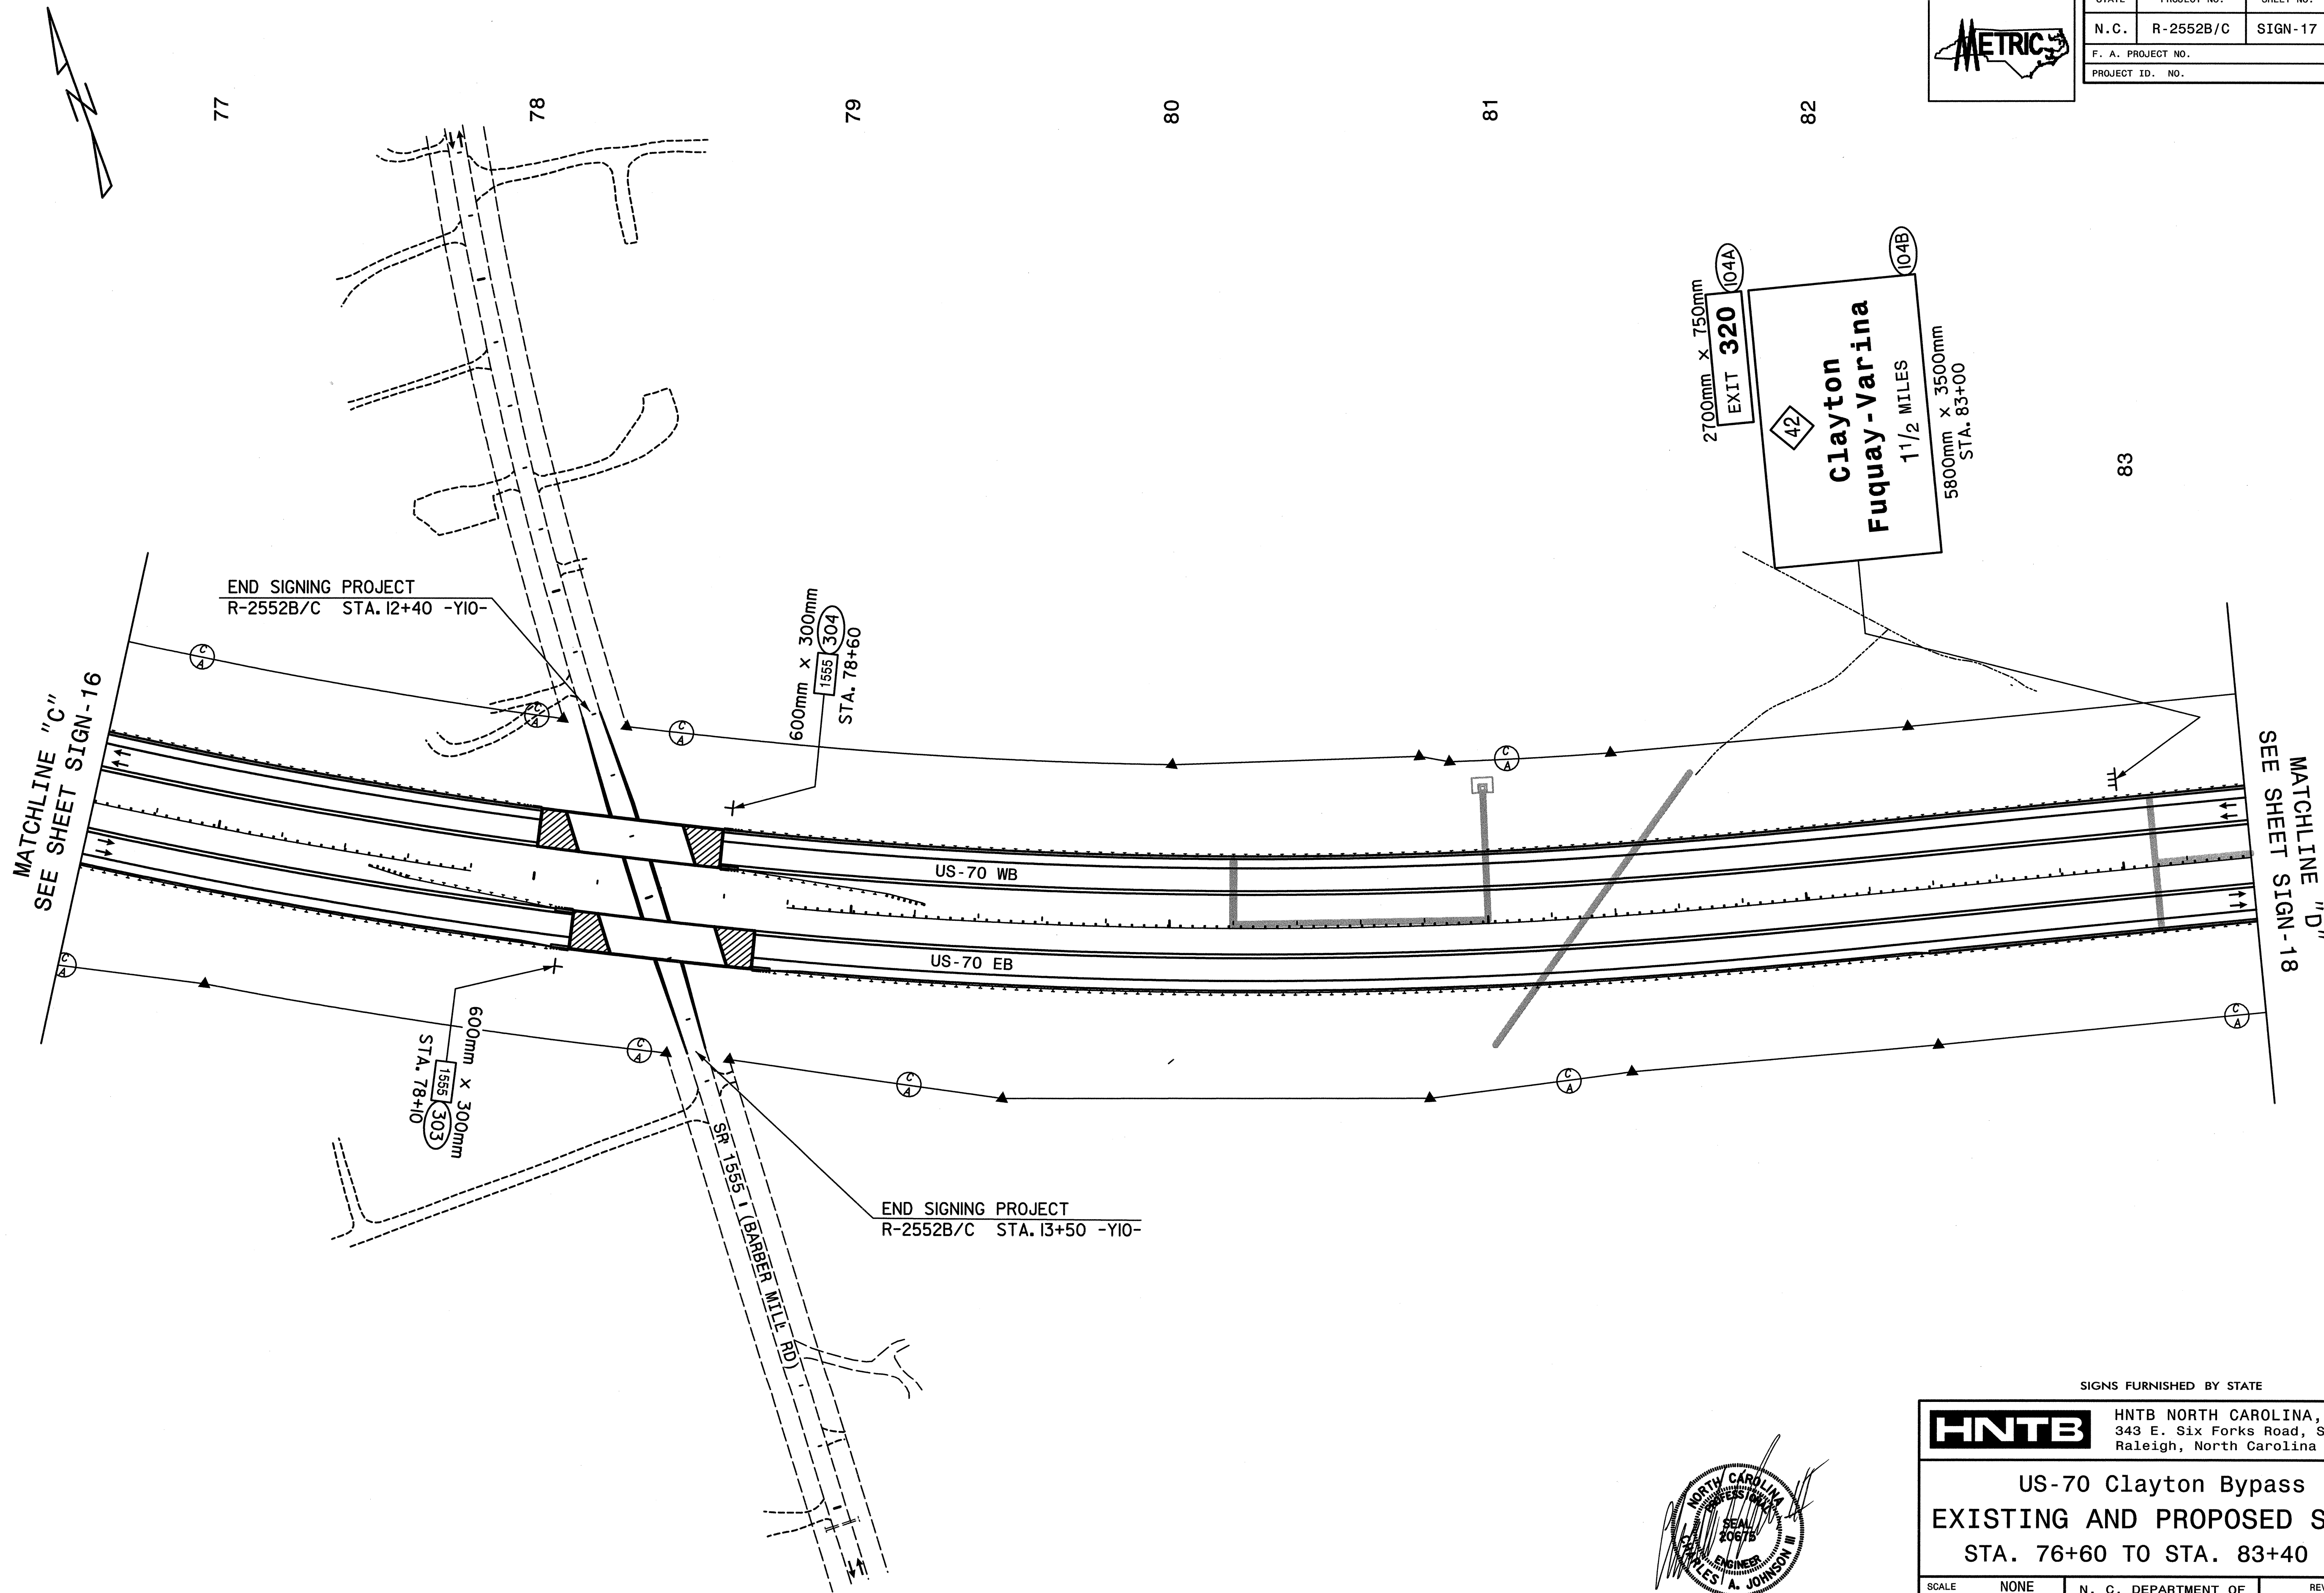 METRIC
STATE PROJECT NO. SHEET NO.
N.C. R-2552B/C SIGN-17
F. A. PROJECT NO.
PROJECT ID. NO.
77
78
79
80
81
82
83
2700mm x 750mm
EXIT 320 104A
104B
42
Clayton
Fuquay-Varina
1 1/2 MILES
5800mm x 3500mm
STA. 83+00
END SIGNING PROJECT
R-2552B/C STA. 12+40 -Y10-
600mm x 300mm
1555 304
STA. 78+60
MATCHLINE "C"
SEE SHEET SIGN-16
C
A
C
A
C
A
C
A
US-70 WB
US-70 EB
MATCHLINE "D"
SEE SHEET SIGN-18
C
A
C
A
C
A
C
A
C
A
600mm x 300mm
1555 303
STA. 78+10
SR 1555 (BARBER MILL RD)
END SIGNING PROJECT
R-2552B/C STA. 13+50 -Y10-
NORTH CAROLINA
PROFESSIONAL
SEAL
20675
ENGINEER
CHARLES A. JOHNSON III
SIGNS FURNISHED BY STATE
HNTB
HNTB NORTH CAROLINA,
343 E. Six Forks Road, S
Raleigh, North Carolina
US-70 Clayton Bypass
EXISTING AND PROPOSED S
STA. 76+60 TO STA. 83+40
SCALE NONE N. C. DEPARTMENT OF REV